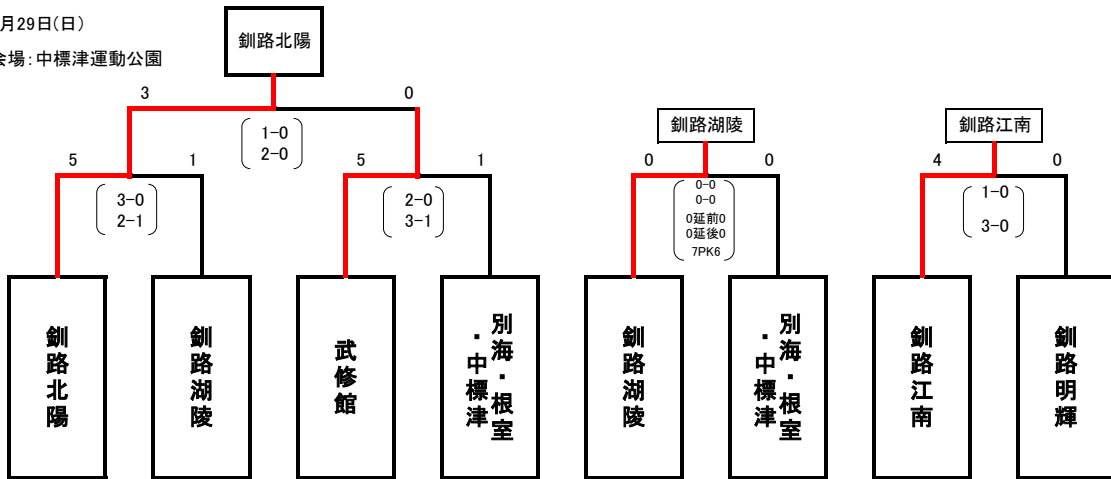 月29日(日)
会場：中標津運動公園
釧路北陽
3
0
1-0
2-0
釧路湖陵
釧路江南
5
1
5
1
0
0
4
0
3-0
2-1
2-0
3-1
0-0
0-0
0延前0
0延後0
7PK6
1-0
3-0
釧路北陽
釧路湖陵
武修館
別海・根室
・中標津
釧路湖陵
別海・根室
・中標津
釧路江南
釧路明輝